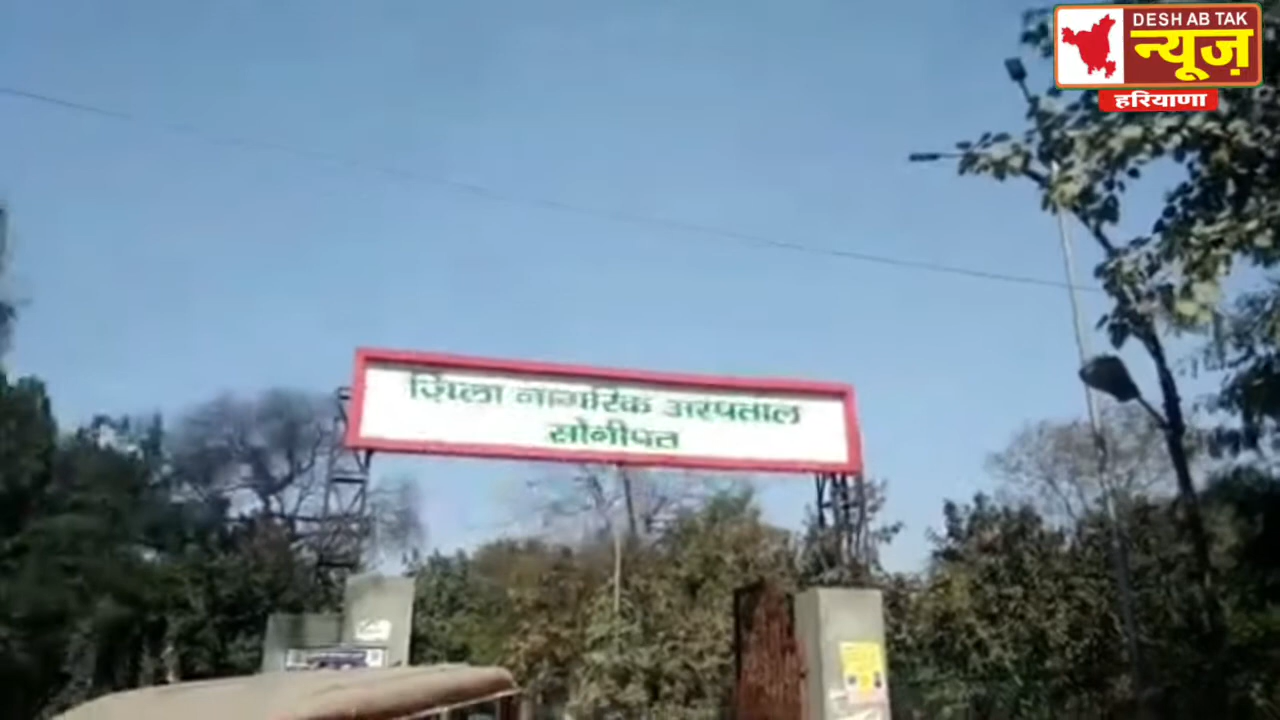 DESH AB TAK
न्यूज़
हरियाणा
ज़िला नागरिक अस्पताल
सोनीपत